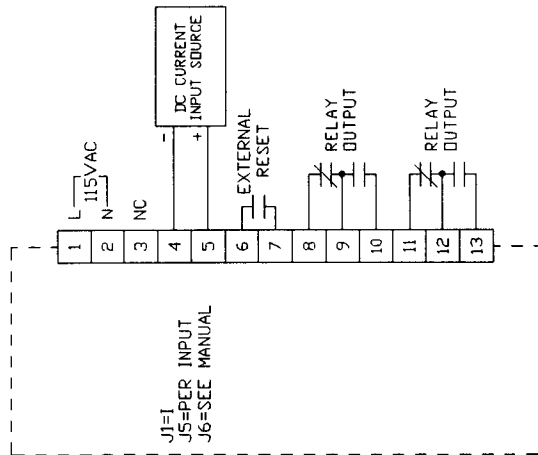 J1=I
J5=PER INPUT
J6=SEE MANUAL
1
2
3
4
5
6
7
8
9
10
11
12
13
L
115VAC
N
NC
-
+
DC CURRENT
INPUT SOURCE
EXTERNAL
RESET
RELAY
OUTPUT
RELAY
OUTPUT